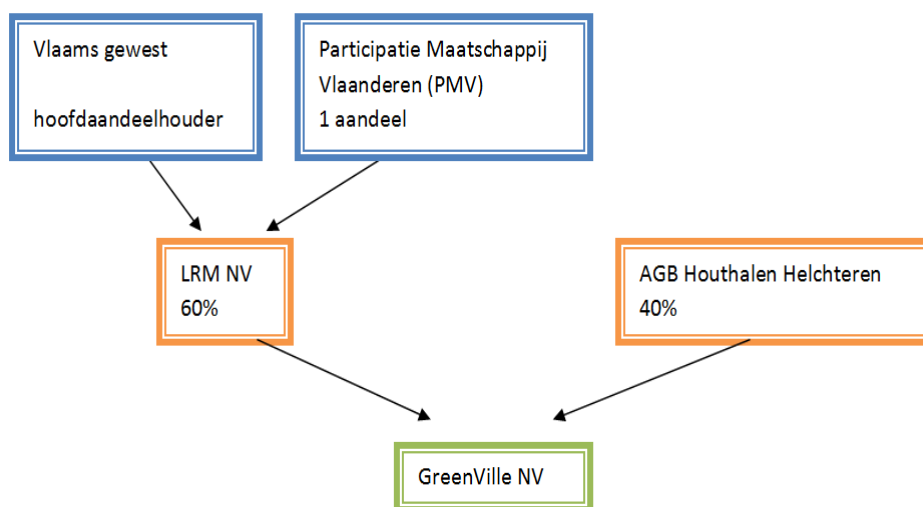 Vlaams gewest
hoofdaandeelhouder
Participatie Maatschappij
Vlaanderen (PMV)
1 aandeel
LRM NV
60%
AGB Houthalen Helchteren
40%
GreenVille NV